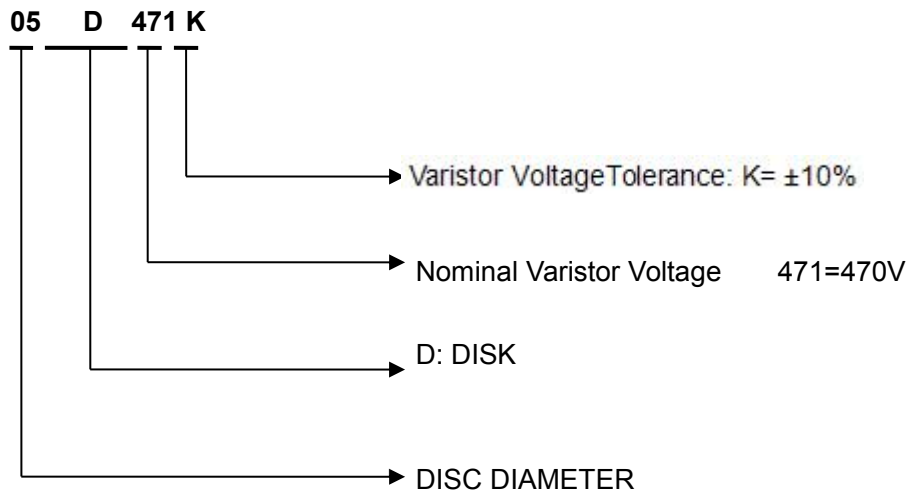 05 D 471 K
Varistor VoltageTolerance: K= ±10%
Nominal Varistor Voltage 471=470V
D: DISK
DISC DIAMETER